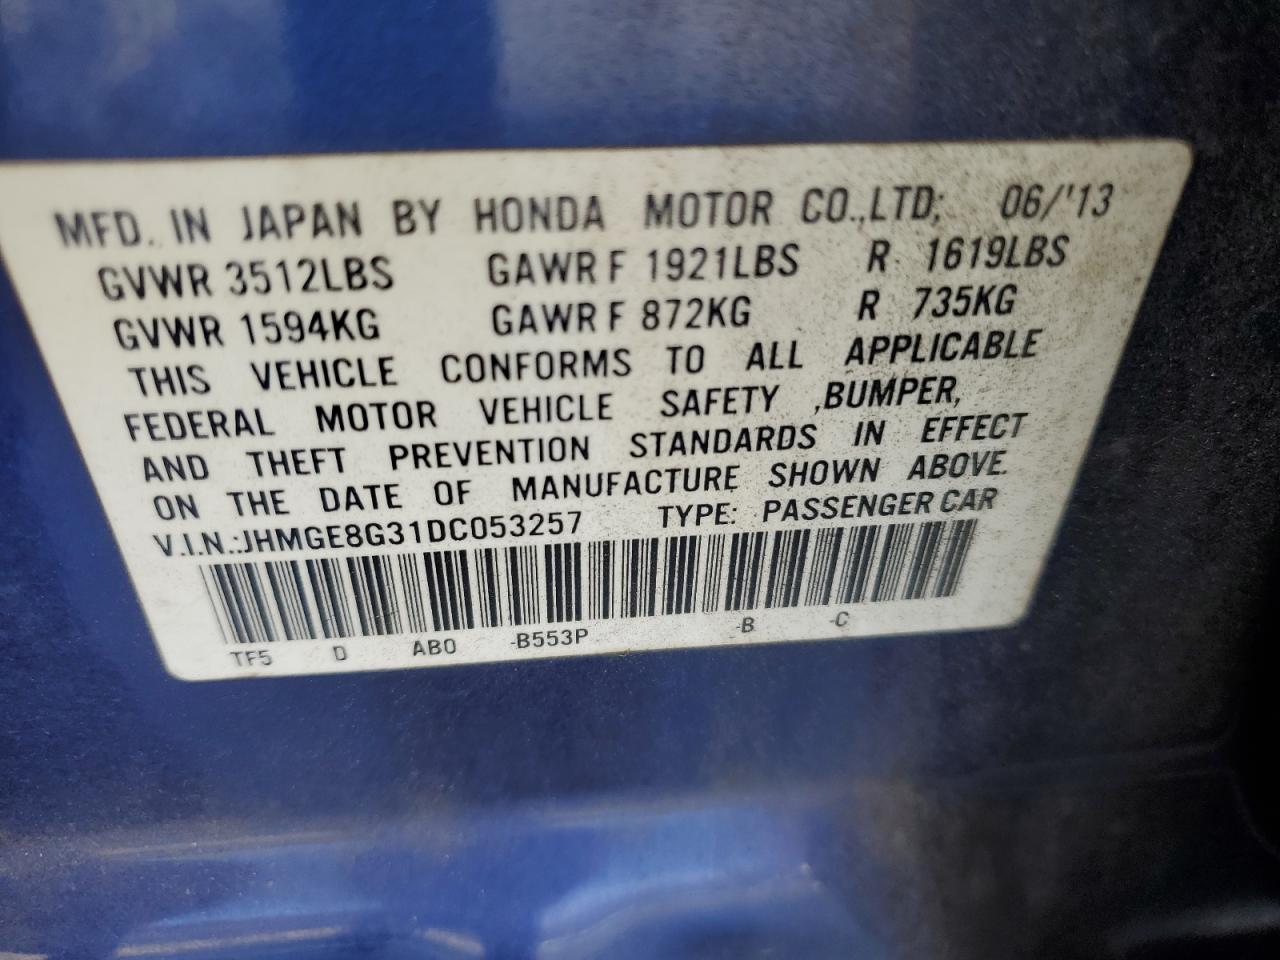 MFD. IN JAPAN BY HONDA MOTOR CO.,LTD; 06/'13
GVWR 3512LBS GAWR F 1921LBS R 1619LBS
GVWR 1594KG GAWR F 872KG R 735KG
THIS VEHICLE CONFORMS TO ALL APPLICABLE
FEDERAL MOTOR VEHICLE SAFETY ,BUMPER,
AND THEFT PREVENTION STANDARDS IN EFFECT
ON THE DATE OF MANUFACTURE SHOWN ABOVE.
V.I.N.:JHMGE8G31DC053257 TYPE: PASSENGER CAR
TF5 D AB0 -B553P -B -C